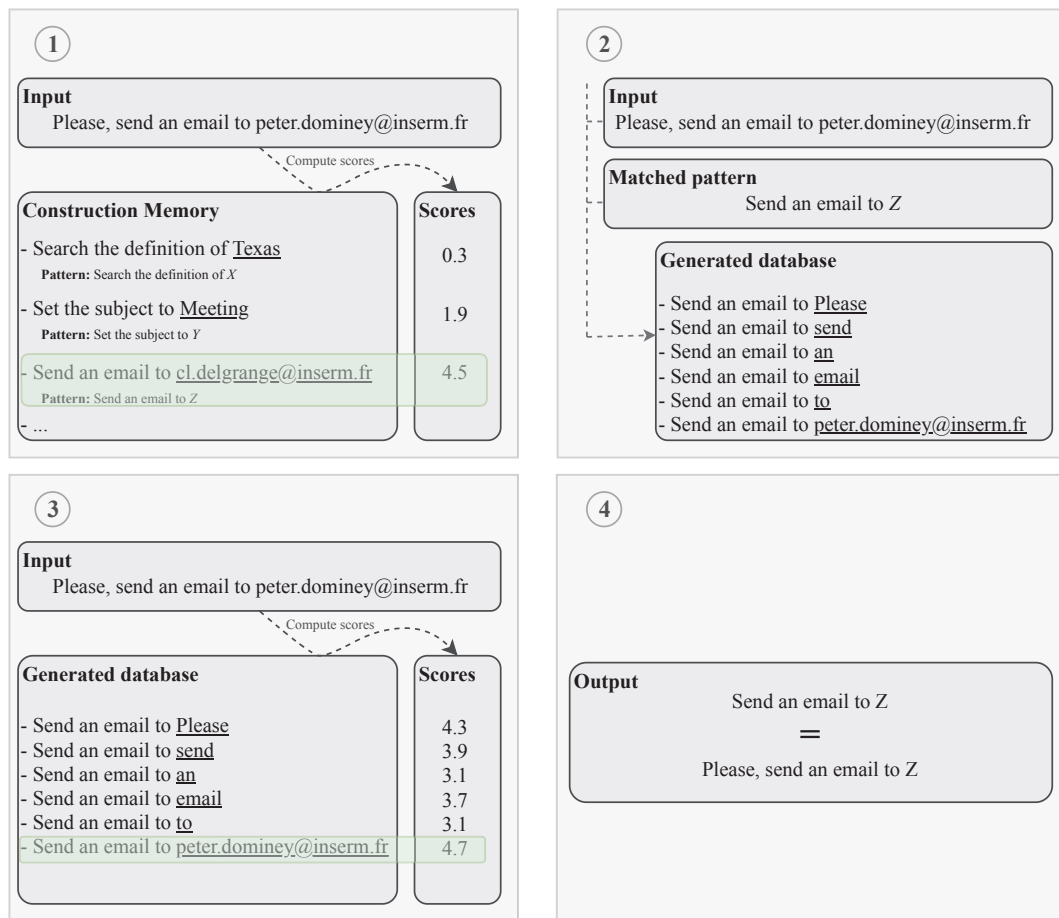 1
Input
Please, send an email to peter.dominey@inserm.fr
Compute scores
Construction Memory
Scores
- Search the definition of Texas
0.3
Pattern: Search the definition of X
- Set the subject to Meeting
1.9
Pattern: Set the subject to Y
- Send an email to cl.delgrange@inserm.fr
4.5
Pattern: Send an email to Z
- ...
2
Input
Please, send an email to peter.dominey@inserm.fr
Matched pattern
Send an email to Z
Generated database
- Send an email to Please
- Send an email to send
- Send an email to an
- Send an email to email
- Send an email to to
- Send an email to peter.dominey@inserm.fr
3
Input
Please, send an email to peter.dominey@inserm.fr
Compute scores
Generated database
Scores
- Send an email to Please 4.3
- Send an email to send 3.9
- Send an email to an 3.1
- Send an email to email 3.7
- Send an email to to 3.1
- Send an email to peter.dominey@inserm.fr 4.7
4
Output
Send an email to Z
=
Please, send an email to Z